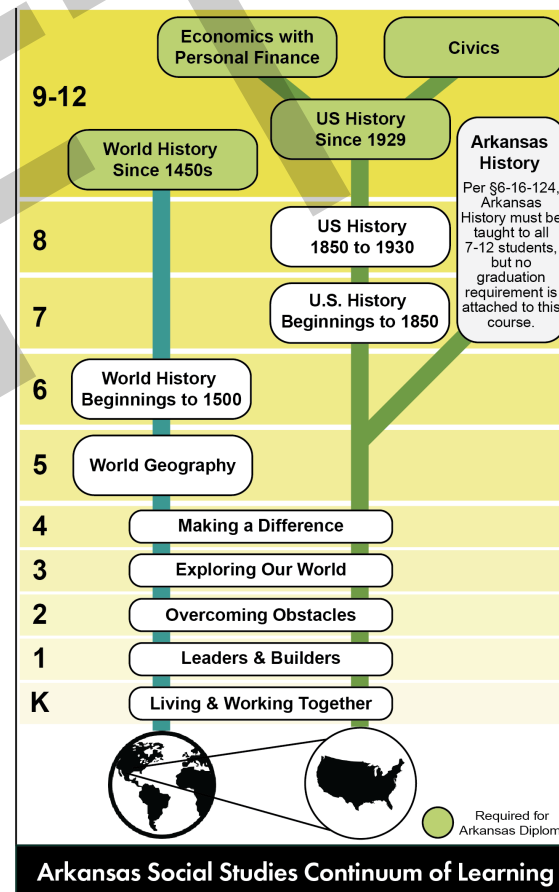 Economics with
Personal Finance
Civics
9-12
US History
Since 1929
World History
Since 1450s
Arkansas
History
Per §6-16-124,
Arkansas
History must be
taught to all
7-12 students,
but no
graduation
requirement is
attached to this
course.
8
US History
1850 to 1930
7
U.S. History
Beginnings to 1850
6
World History
Beginnings to 1500
5
World Geography
4
Making a Difference
3
Exploring Our World
2
Overcoming Obstacles
1
Leaders & Builders
K
Living & Working Together
Required for
Arkansas Diplom
Arkansas Social Studies Continuum of Learning